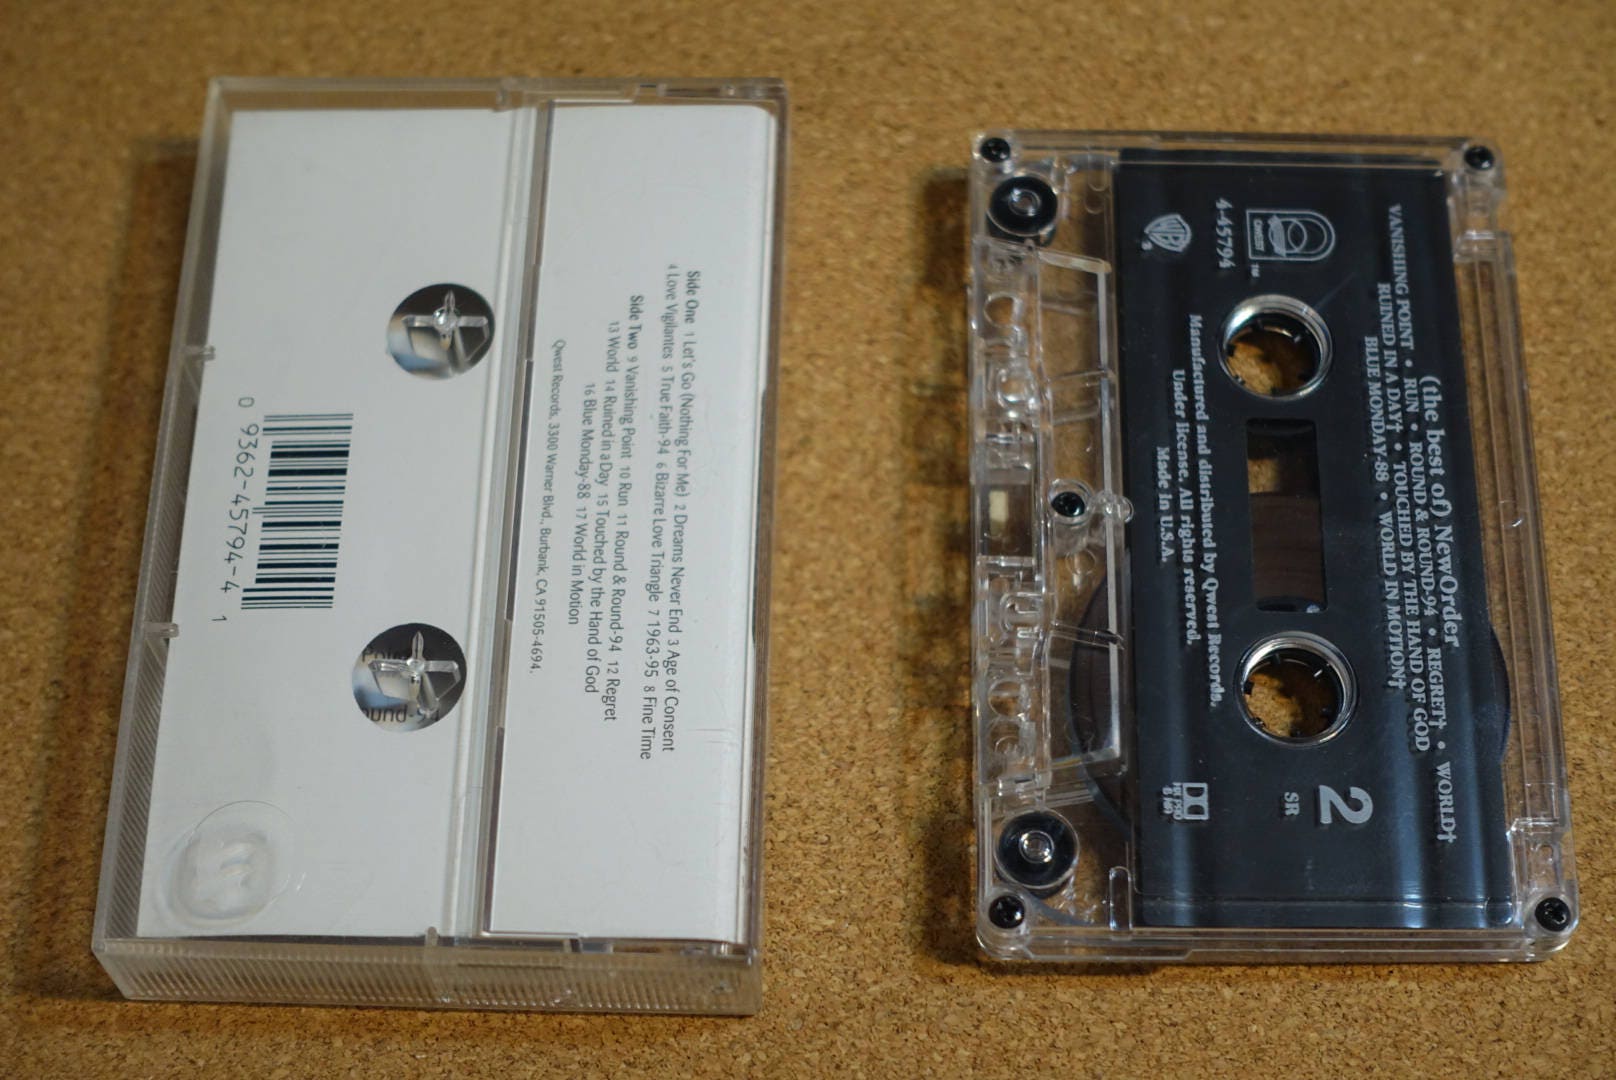 Side One 1 Let's Go (Nothing For Me) 2 Dreams Never End 3 Age of Consent
4 Love Vigilantes 5 True Faith-94 6 Bizarre Love Triangle 7 1963-95 8 Fine Time
Side Two 9 Vanishing Point 10 Run 11 Round & Round-94 12 Regret
13 World 14 Ruined in a Day 15 Touched by the Hand of God
16 Blue Monday-88 17 World in Motion
Qwest Records, 3300 Warner Blvd., Burbank, CA 91505-4694.
0 9362-45794-4 1
(the best of) NewOrder
VANISHING POINT • RUN • ROUND & ROUND-94 • REGRET† • WORLD†
RUINED IN A DAY† • TOUCHED BY THE HAND OF GOD
BLUE MONDAY-88 • WORLD IN MOTION†
QWEST
TM
WB
4-45794
2
SR
Manufactured and distributed by Qwest Records.
Under license. All rights reserved.
Made in U.S.A.
HX PRO
B NR